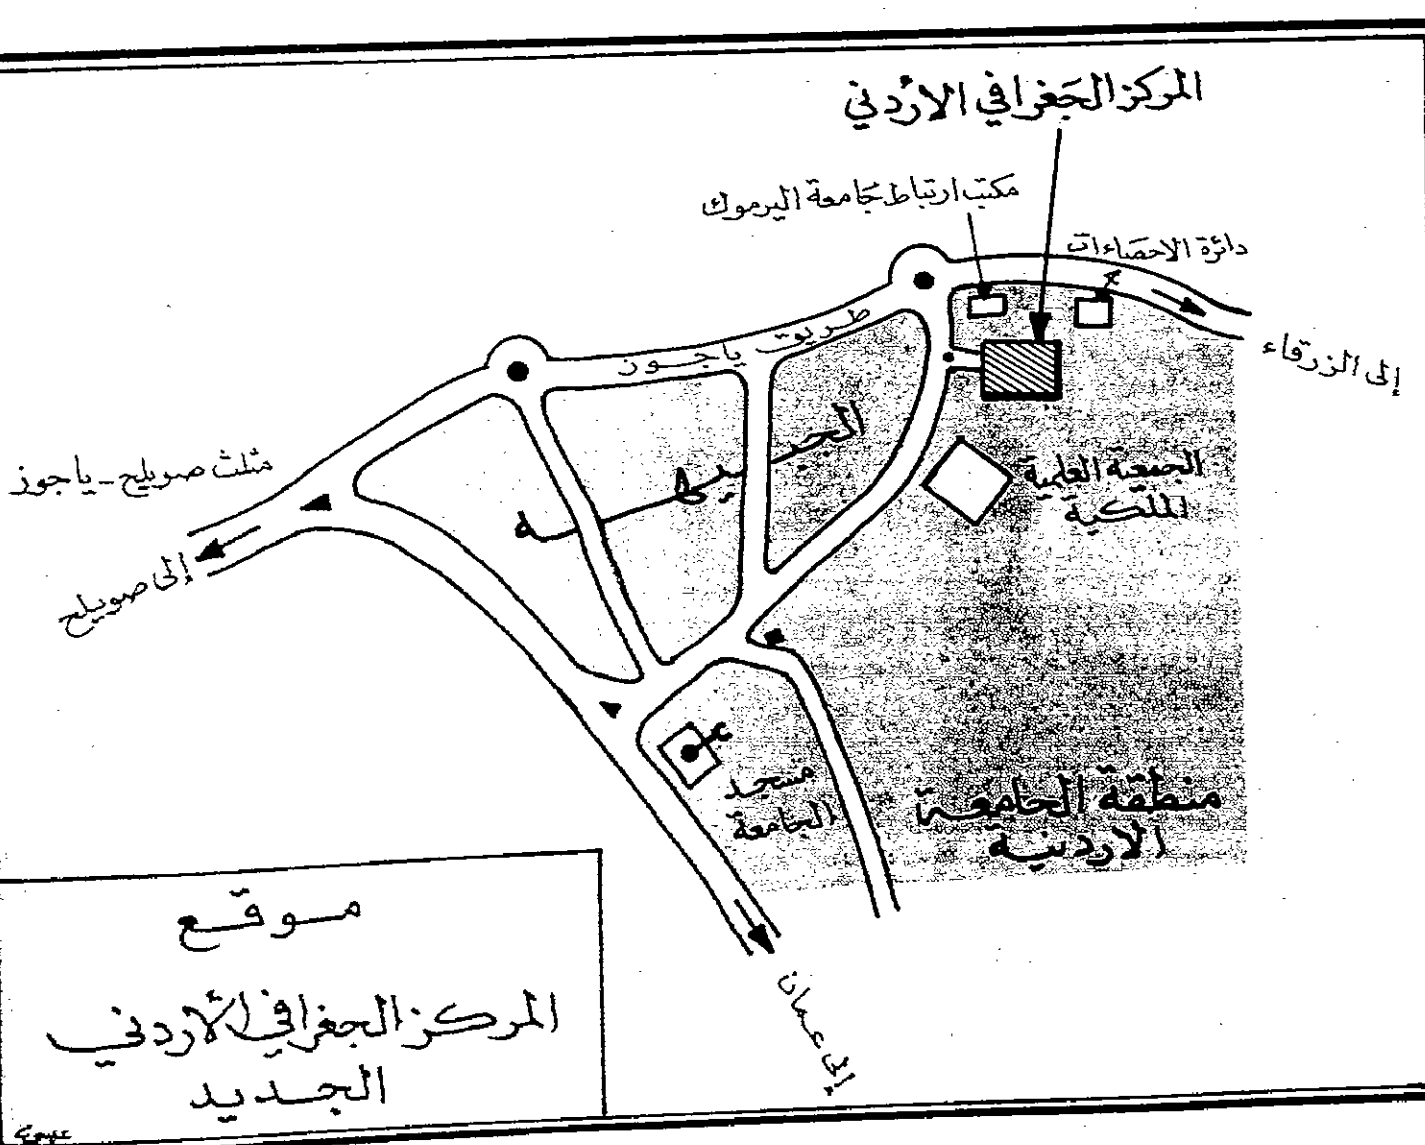 المركز الجغرافي الأردني
مكتب ارتباط جامعة اليرموك
دائرة الاحصاءات
إلى الزرقاء
طريق ياجوز
الجبيهه
مثلث صويلح - ياجوز
إلى صويلح
الجمعية العلمية
الملكية
مسجد
الجامعة
منطقة الجامعة
الاردنية
إلى عمان
موقع
المركز الجغرافي الأردني
الجديد